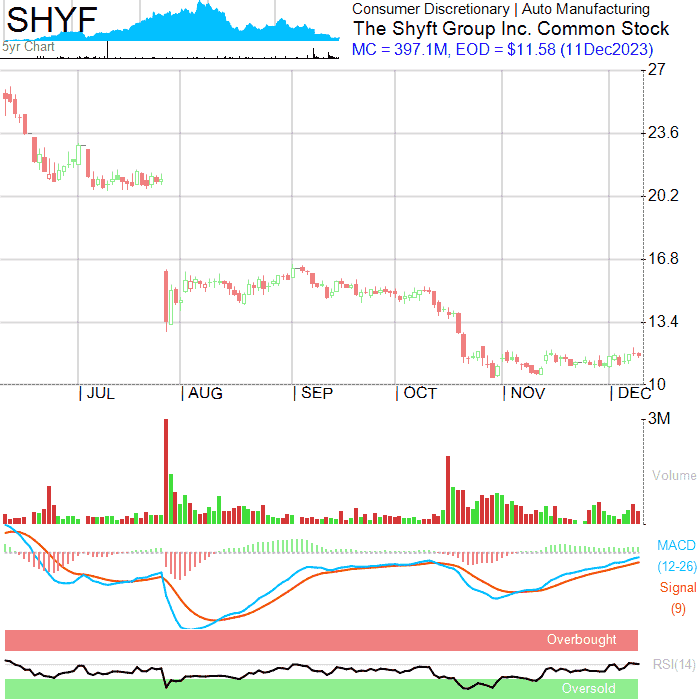 SHYF
5yr Chart
Consumer Discretionary | Auto Manufacturing
The Shyft Group Inc. Common Stock
MC = 397.1M, EOD = $11.58 (11Dec2023)
27
23.6
20.2
16.8
13.4
10
JUL AUG SEP OCT NOV DEC
3M
Volume
MACD
(12-26)
Signal
(9)
Overbought
RSI(14)
Oversold